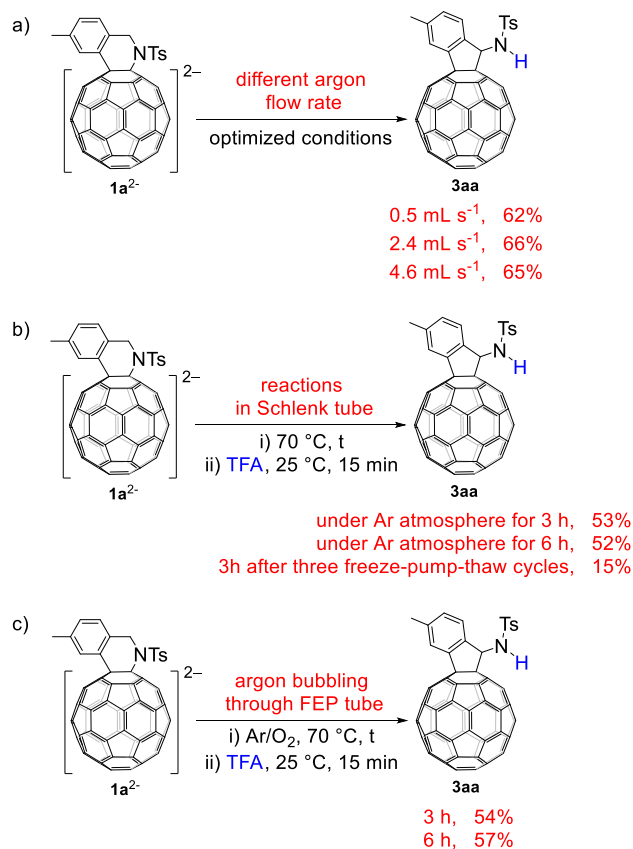 a)
NTs
2–
1a2-
different argon
flow rate
optimized conditions
Ts
N
H
3aa
0.5 mL s-1, 62%
2.4 mL s-1, 66%
4.6 mL s-1, 65%
b)
NTs
2–
1a2-
reactions
in Schlenk tube
i) 70 °C, t
ii) TFA, 25 °C, 15 min
Ts
N
H
3aa
under Ar atmosphere for 3 h, 53%
under Ar atmosphere for 6 h, 52%
3h after three freeze-pump-thaw cycles, 15%
c)
NTs
2–
1a2-
argon bubbling
through FEP tube
i) Ar/O2, 70 °C, t
ii) TFA, 25 °C, 15 min
Ts
N
H
3aa
3 h, 54%
6 h, 57%